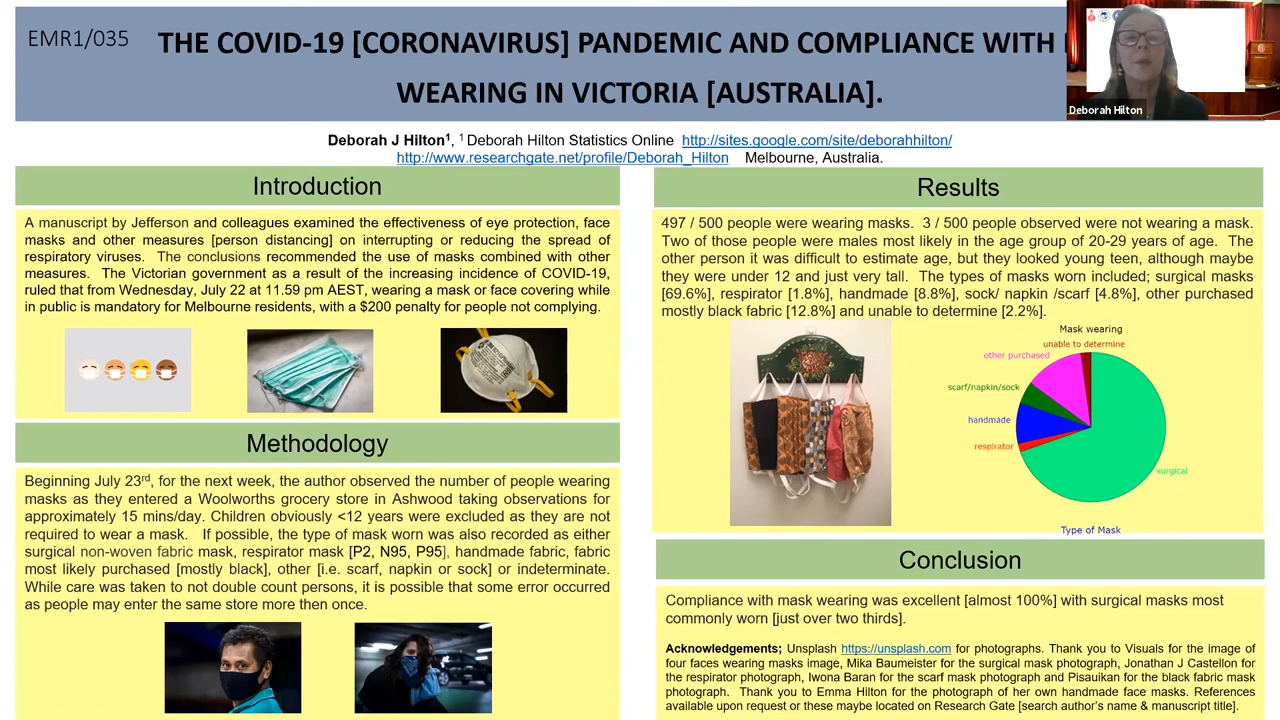 EMR1/035
THE COVID-19 [CORONAVIRUS] PANDEMIC AND COMPLIANCE WITH
WEARING IN VICTORIA [AUSTRALIA].
Deborah Hilton
Deborah J Hilton¹, ¹ Deborah Hilton Statistics Online http://sites.google.com/site/deborahhilton/
http://www.researchgate.net/profile/Deborah_Hilton Melbourne, Australia.
Introduction
A manuscript by Jefferson and colleagues examined the effectiveness of eye protection, face
masks and other measures [person distancing] on interrupting or reducing the spread of
respiratory viruses. The conclusions recommended the use of masks combined with other
measures. The Victorian government as a result of the increasing incidence of COVID-19,
ruled that from Wednesday, July 22 at 11.59 pm AEST, wearing a mask or face covering while
in public is mandatory for Melbourne residents, with a $200 penalty for people not complying.
Methodology
Beginning July 23rd, for the next week, the author observed the number of people wearing
masks as they entered a Woolworths grocery store in Ashwood taking observations for
approximately 15 mins/day. Children obviously <12 years were excluded as they are not
required to wear a mask. If possible, the type of mask worn was also recorded as either
surgical non-woven fabric mask, respirator mask [P2, N95, P95], handmade fabric, fabric
most likely purchased [mostly black], other [i.e. scarf, napkin or sock] or indeterminate.
While care was taken to not double count persons, it is possible that some error occurred
as people may enter the same store more then once.
Results
497 / 500 people were wearing masks. 3 / 500 people observed were not wearing a mask.
Two of those people were males most likely in the age group of 20-29 years of age. The
other person it was difficult to estimate age, but they looked young teen, although maybe
they were under 12 and just very tall. The types of masks worn included; surgical masks
[69.6%], respirator [1.8%], handmade [8.8%], sock/ napkin /scarf [4.8%], other purchased
mostly black fabric [12.8%] and unable to determine [2.2%].
Mask wearing
unable to determine
other purchased
scarf/napkin/sock
handmade
respirator
surgical
Type of Mask
Conclusion
Compliance with mask wearing was excellent [almost 100%] with surgical masks most
commonly worn [just over two thirds].
Acknowledgements; Unsplash https://unsplash.com for photographs. Thank you to Visuals for the image of
four faces wearing masks image, Mika Baumeister for the surgical mask photograph, Jonathan J Castellon for
the respirator photograph, Iwona Baran for the scarf mask photograph and Pisauikan for the black fabric mask
photograph. Thank you to Emma Hilton for the photograph of her own handmade face masks. References
available upon request or these maybe located on Research Gate [search author's name & manuscript title].